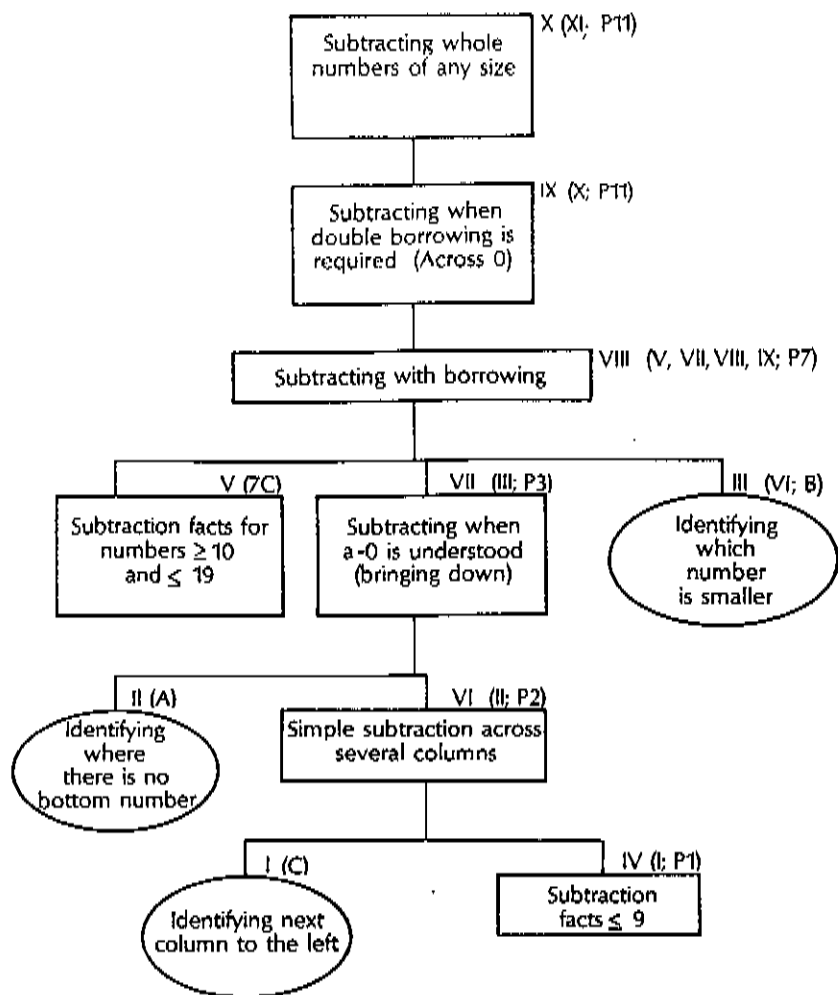 X (XI; P11)
Subtracting whole
numbers of any size
IX (X; P11)
Subtracting when
double borrowing is
required (Across 0)
VIII (V, VII, VIII, IX; P7)
Subtracting with borrowing
V (7C)
Subtraction facts for
numbers ≥ 10
and ≤ 19
VII (III; P3)
Subtracting when
a-0 is understood
(bringing down)
III (VI; B)
Identifying
which
number
is smaller
II (A)
Identifying
where
there is no
bottom number
VI (II; P2)
Simple subtraction across
several columns
I (C)
Identifying next
column to the left
IV (I; P1)
Subtraction
facts ≤ 9